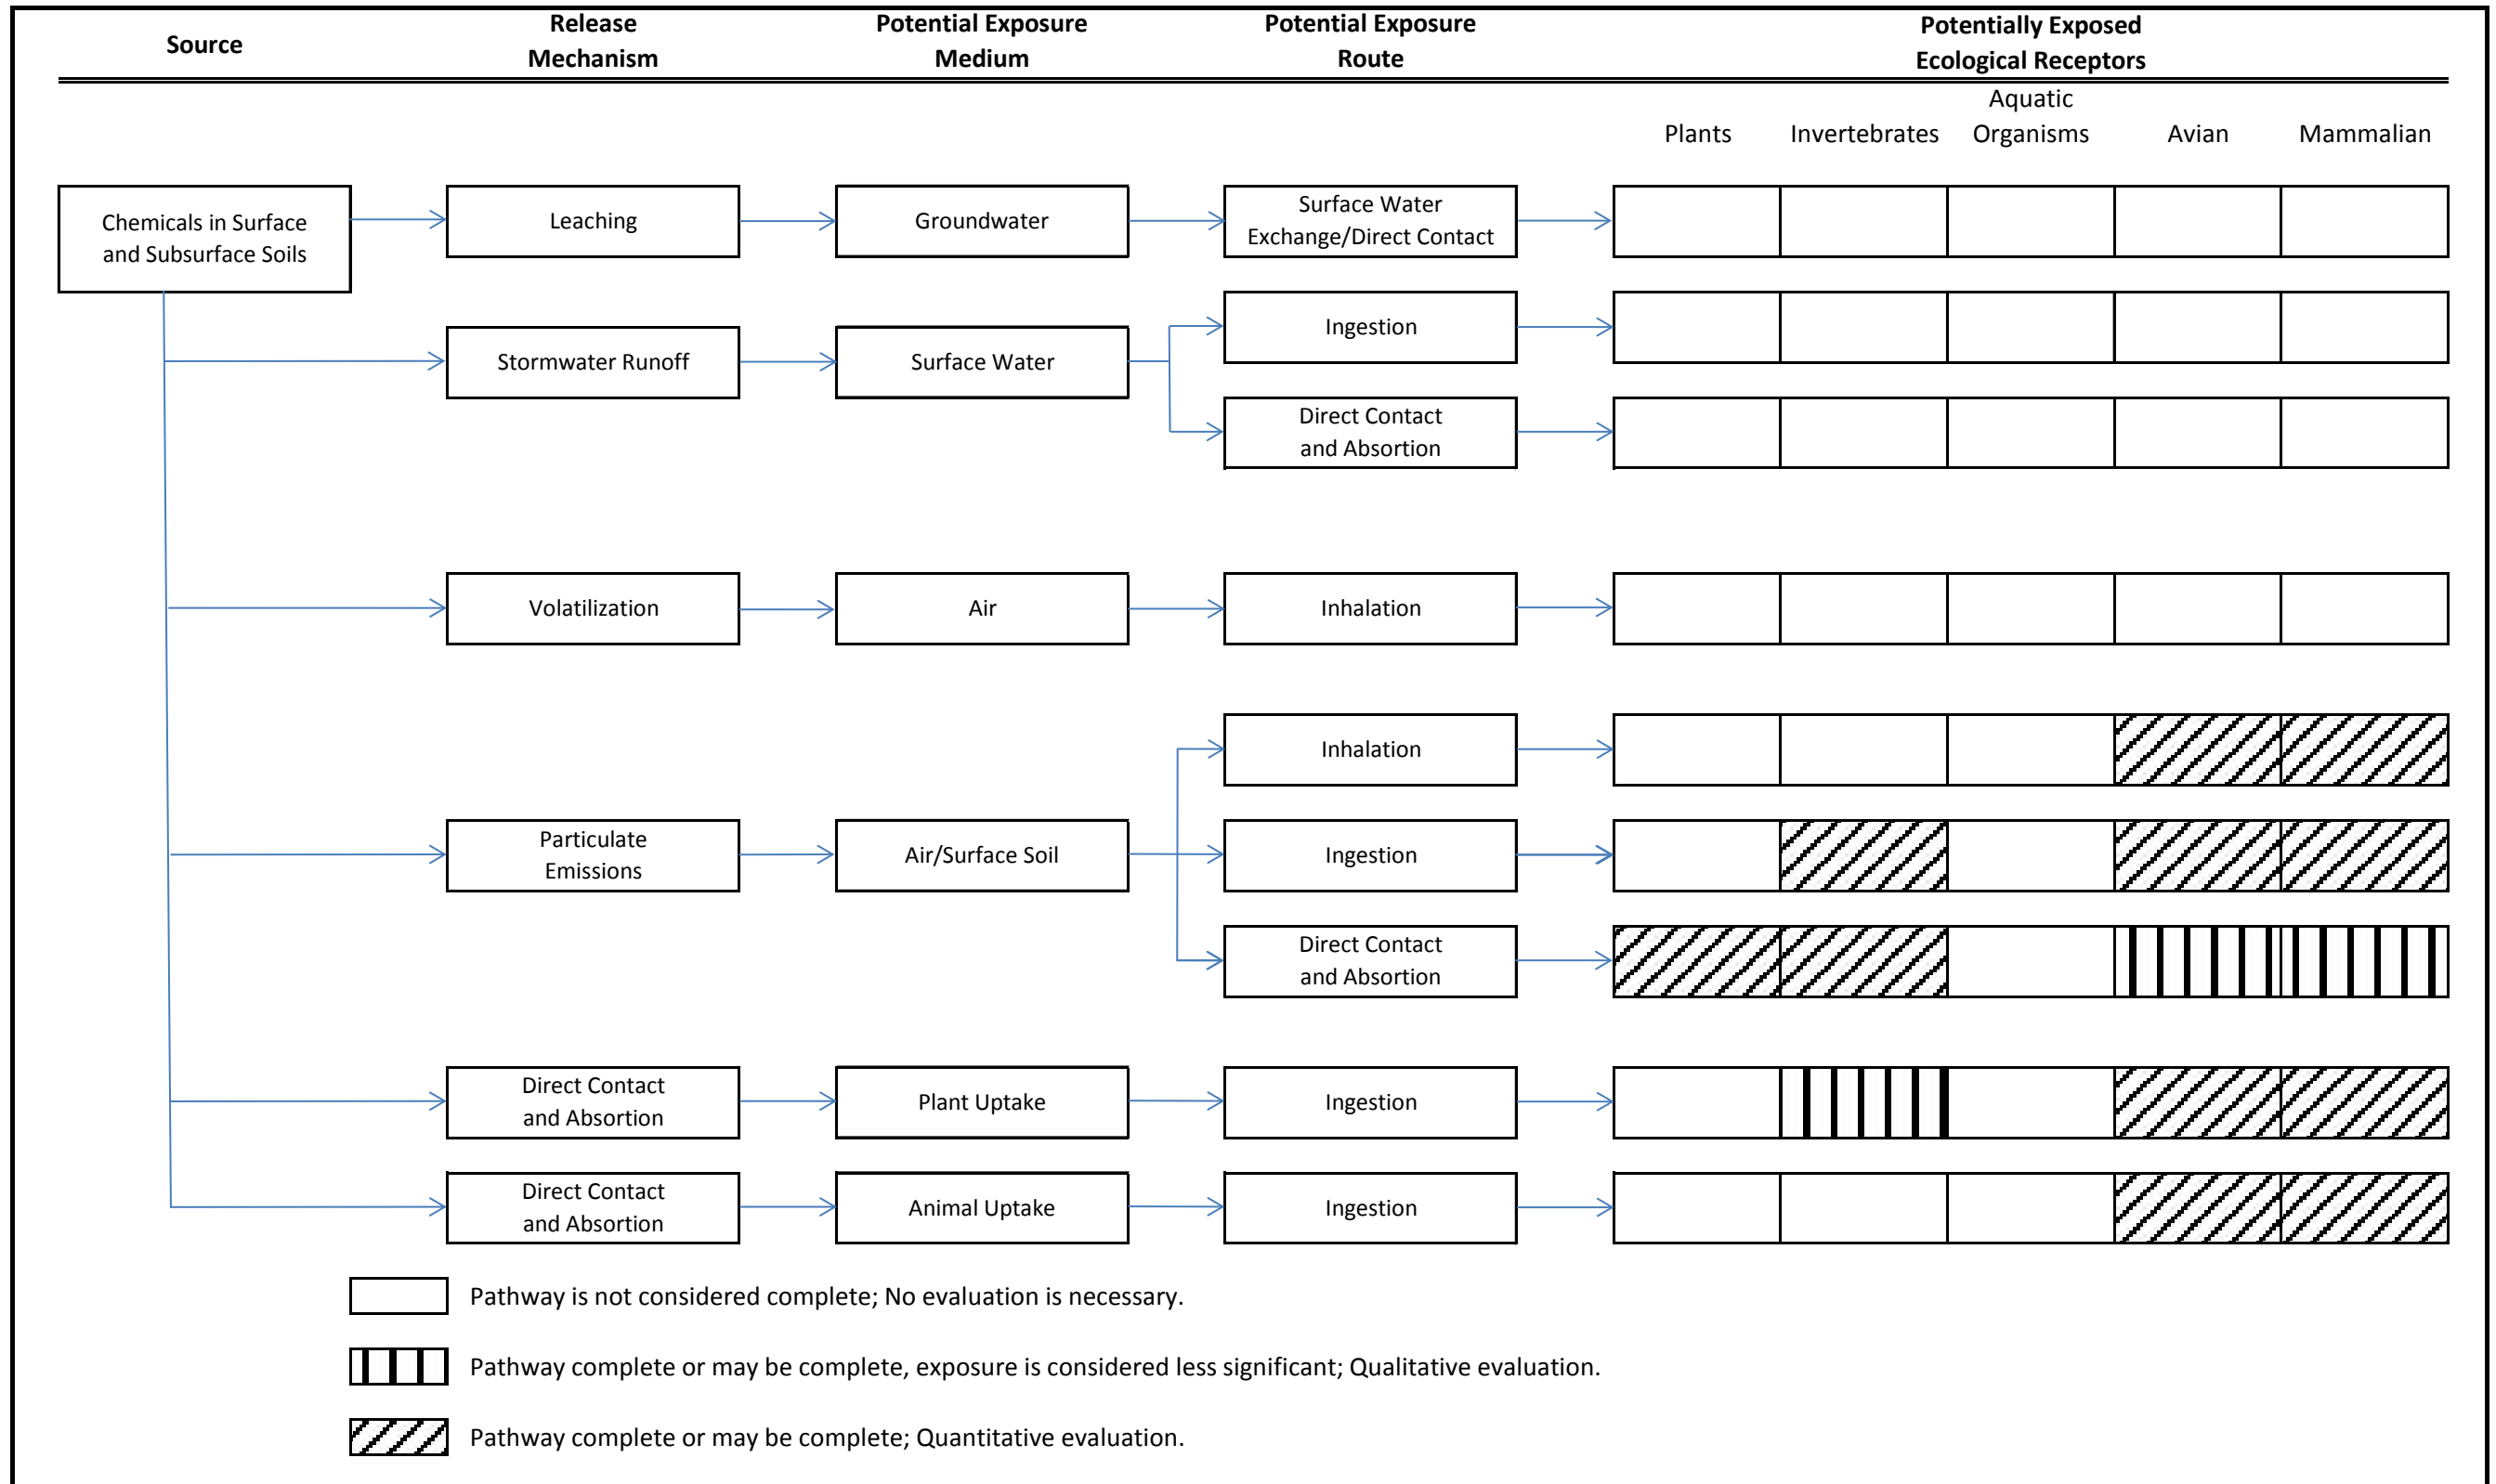 Source
Release
Mechanism
Potential Exposure
Medium
Potential Exposure
Route
Potentially Exposed
Ecological Receptors
Plants
Invertebrates
Aquatic
Organisms
Avian
Mammalian
Chemicals in Surface
and Subsurface Soils
Leaching
Groundwater
Surface Water
Exchange/Direct Contact
Stormwater Runoff
Surface Water
Ingestion
Direct Contact
and Absortion
Volatilization
Air
Inhalation
Particulate
Emissions
Air/Surface Soil
Inhalation
Ingestion
Direct Contact
and Absortion
Direct Contact
and Absortion
Plant Uptake
Ingestion
Direct Contact
and Absortion
Animal Uptake
Ingestion
Pathway is not considered complete; No evaluation is necessary.
Pathway complete or may be complete, exposure is considered less significant; Qualitative evaluation.
Pathway complete or may be complete; Quantitative evaluation.